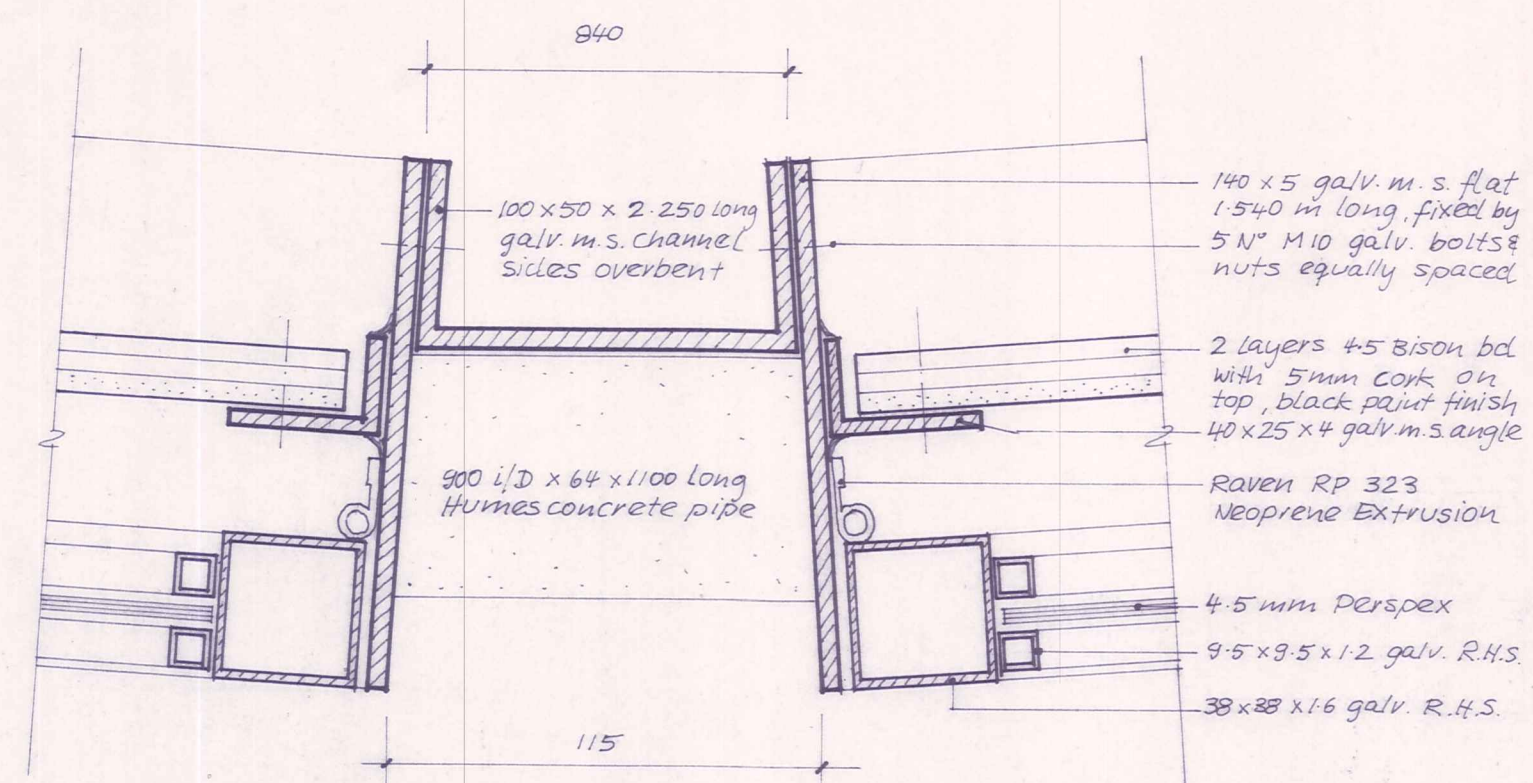 840
100 x 50 x 2.250 long
galv. m.s. channel
sides overbent
140 x 5 galv. m. s. flat
1.540 m long, fixed by
5 N° M10 galv. bolts &
nuts equally spaced
2 layers 4.5 Bison bd
with 5mm cork on
top, black paint finish
40 x 25 x 4 galv. m.s. angle
900 i/D x 64 x 1100 long
Humes concrete pipe
Raven RP 323
Neoprene Extrusion
4.5 mm Perspex
9.5 x 9.5 x 1.2 galv. R.H.S.
38 x 38 x 1.6 galv. R.H.S.
115